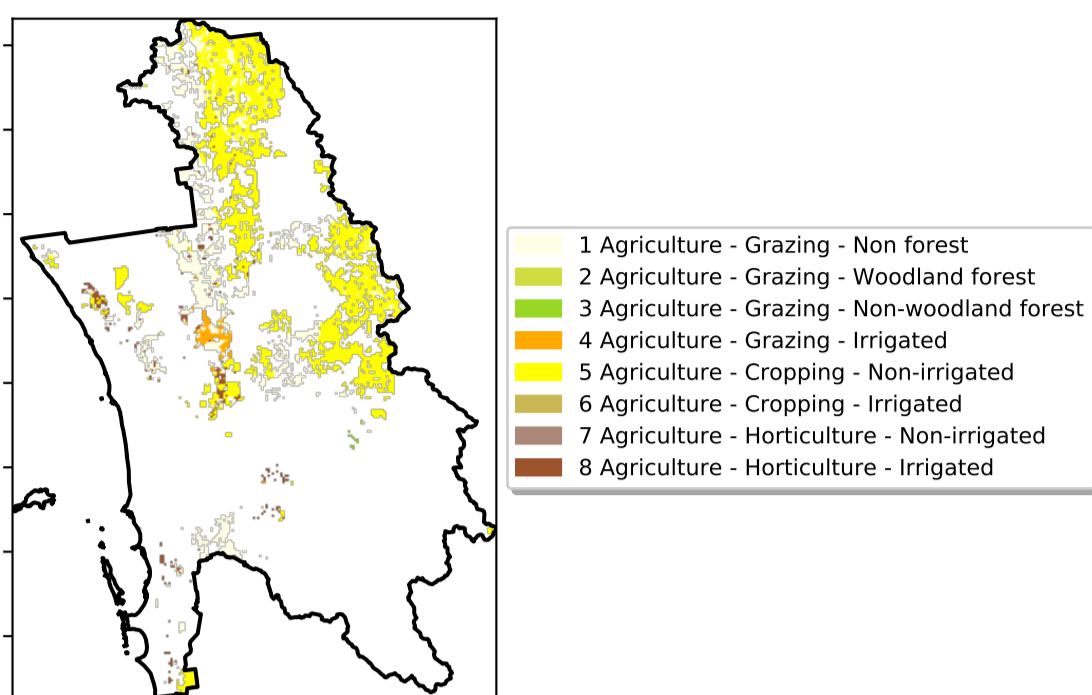 1 Agriculture - Grazing - Non forest
2 Agriculture - Grazing - Woodland forest
3 Agriculture - Grazing - Non-woodland forest
4 Agriculture - Grazing - Irrigated
5 Agriculture - Cropping - Non-irrigated
6 Agriculture - Cropping - Irrigated
7 Agriculture - Horticulture - Non-irrigated
8 Agriculture - Horticulture - Irrigated